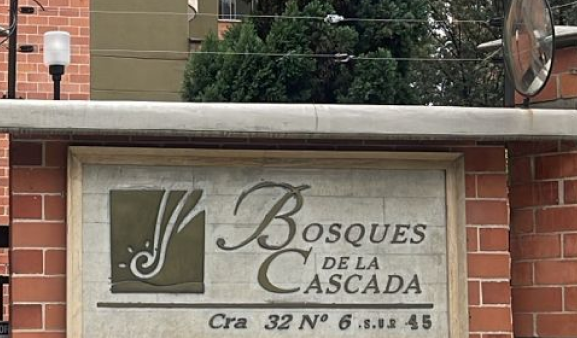 BOSQUES
DE LA
CASCADA
Cra 32 Nº 6 .S.U.R 45